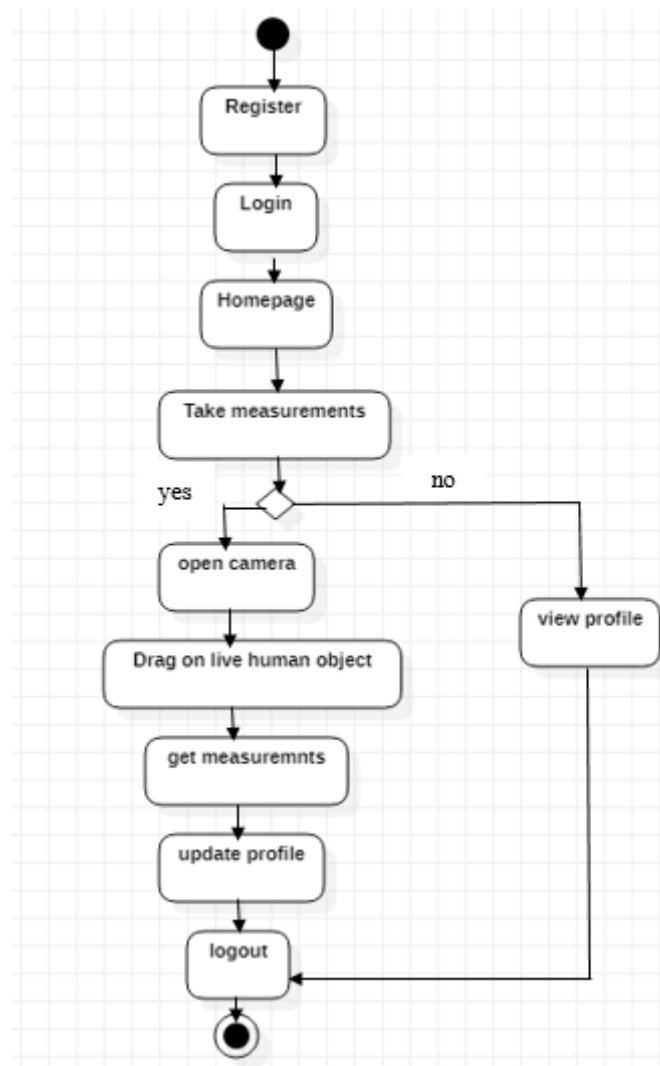 Register
Login
Homepage
Take measurements
yes
no
open camera
view profile
Drag on live human object
get measuremnts
update profile
logout